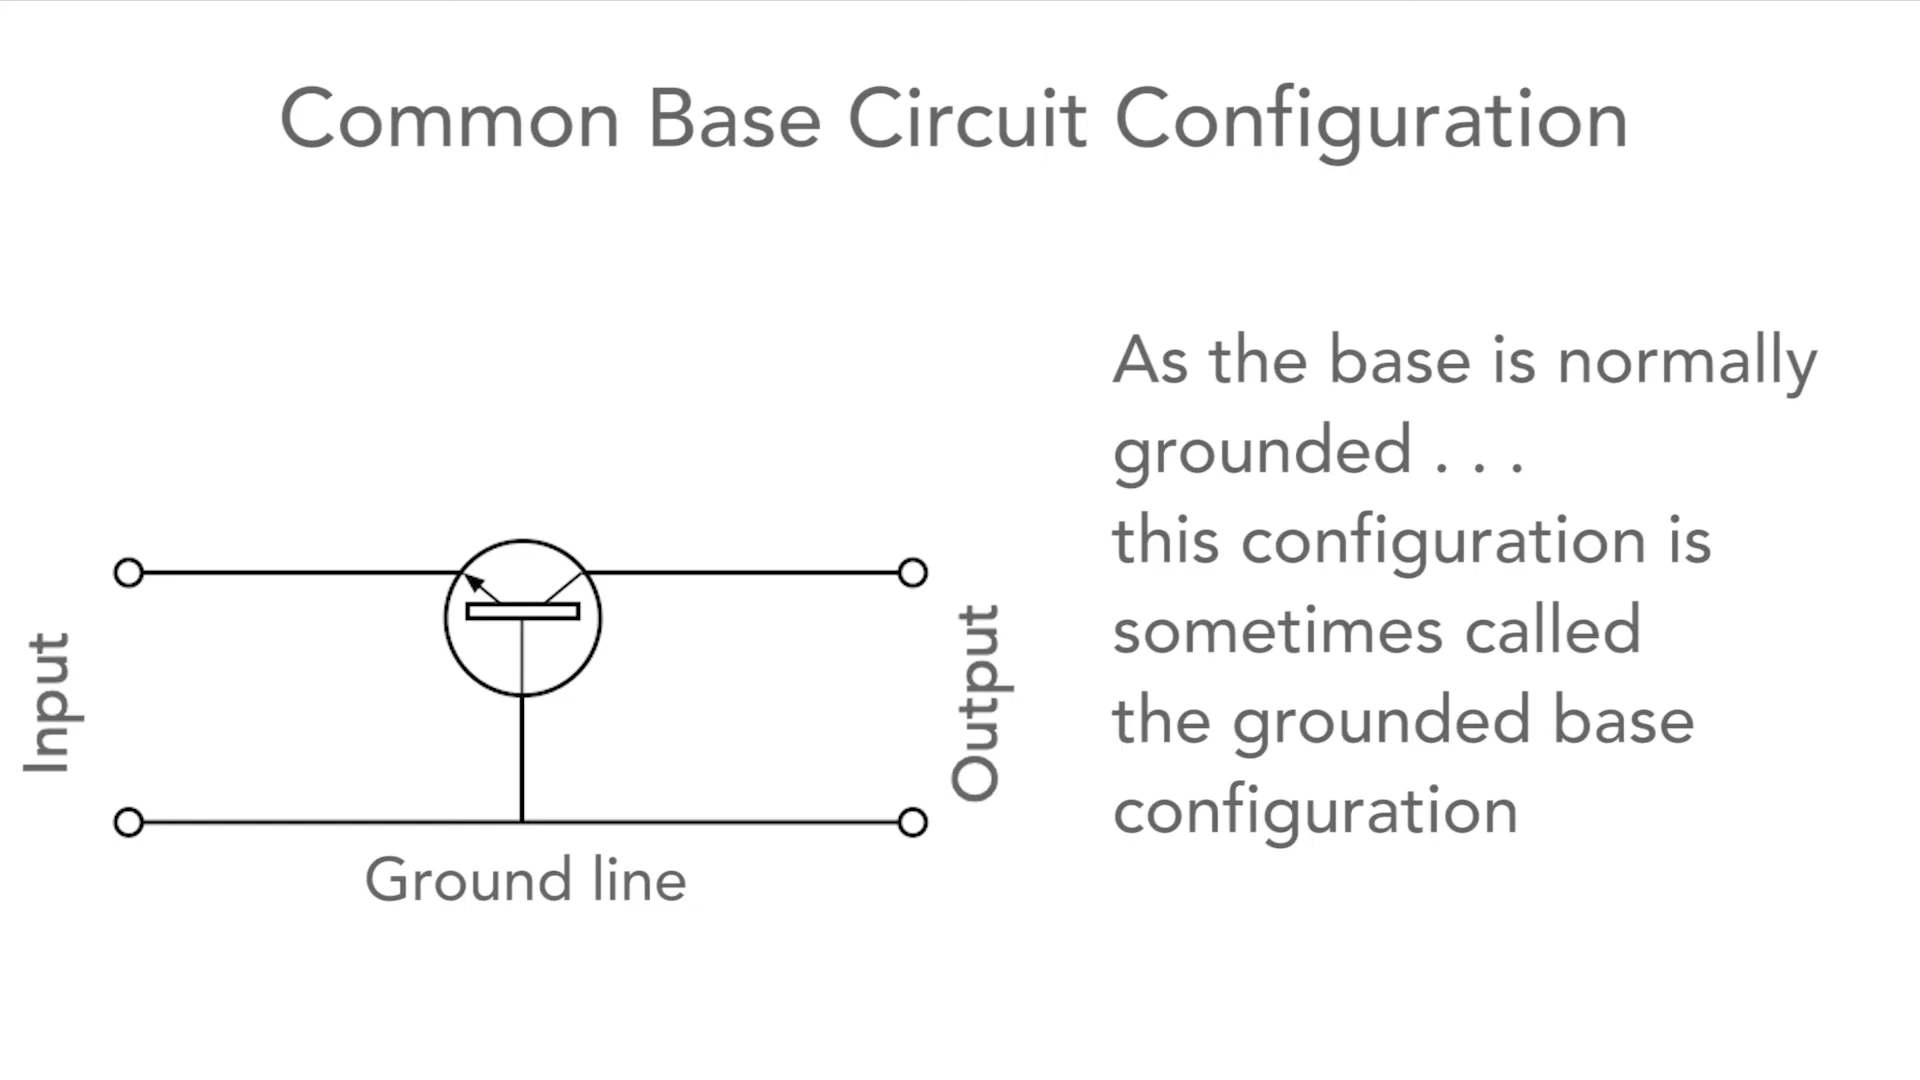 Common Base Circuit Configuration
As the base is normally
grounded . . .
this configuration is
sometimes called
the grounded base
configuration
Input
Output
Ground line